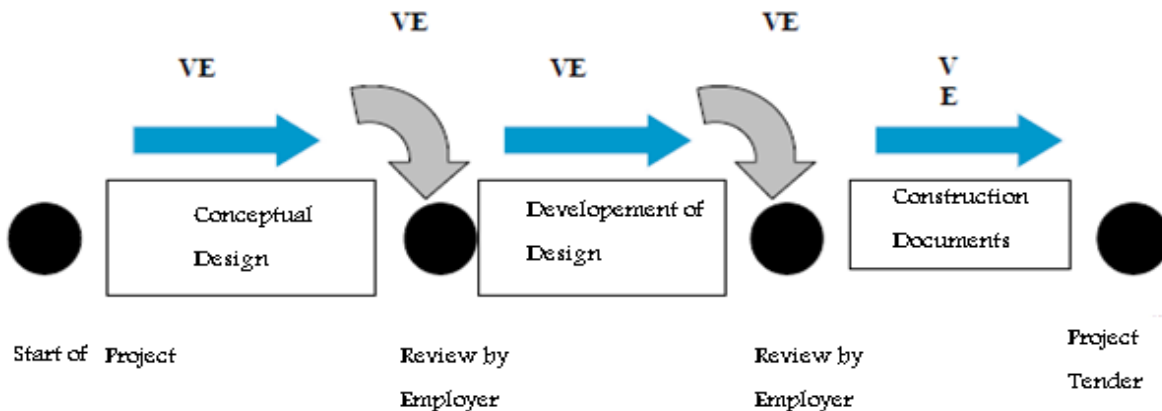 VE
VE
VE
VE
V
E
Conceptual
Design
Developement of
Design
Construction
Documents
Start of Project
Review by
Employer
Review by
Employer
Project
Tender